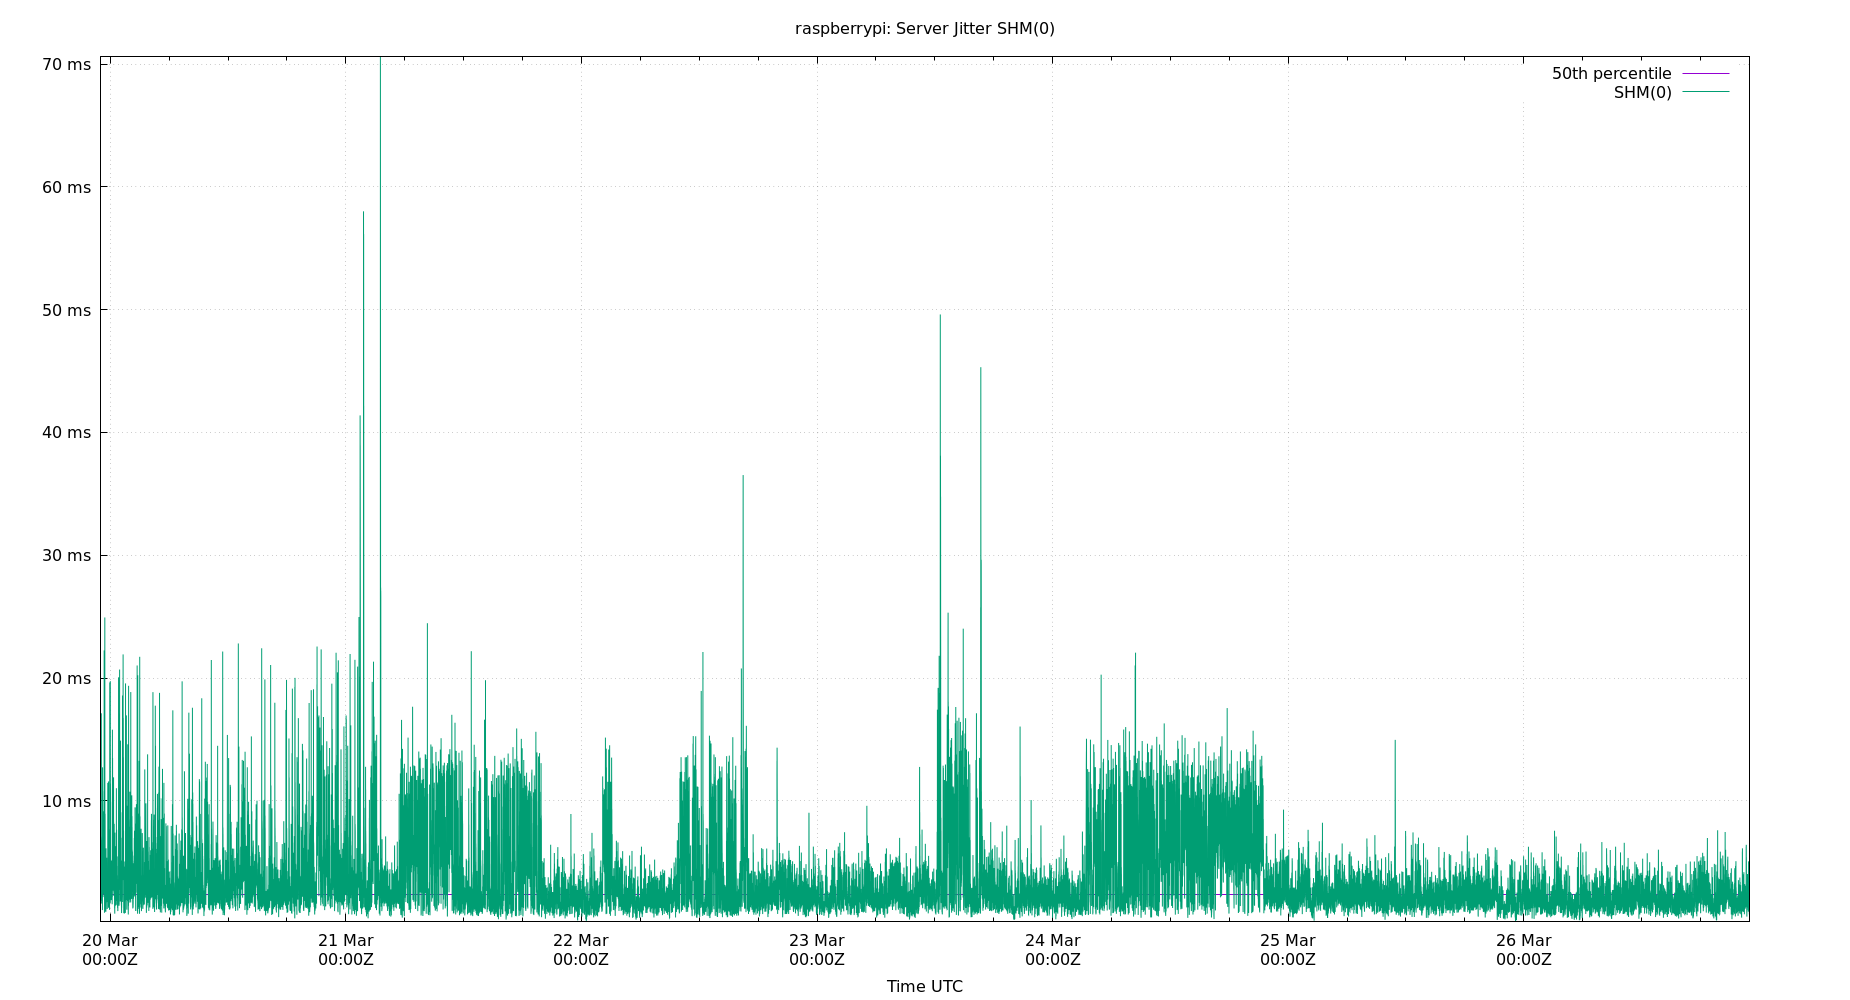 raspberrypi: Server Jitter SHM(0)
70 ms
60 ms
50 ms
40 ms
30 ms
20 ms
10 ms
50th percentile
SHM(0)
20 Mar 21 Mar 22 Mar 23 Mar 24 Mar 25 Mar 26 Mar
00:00Z 00:00Z 00:00Z 00:00Z 00:00Z 00:00Z 00:00Z
Time UTC